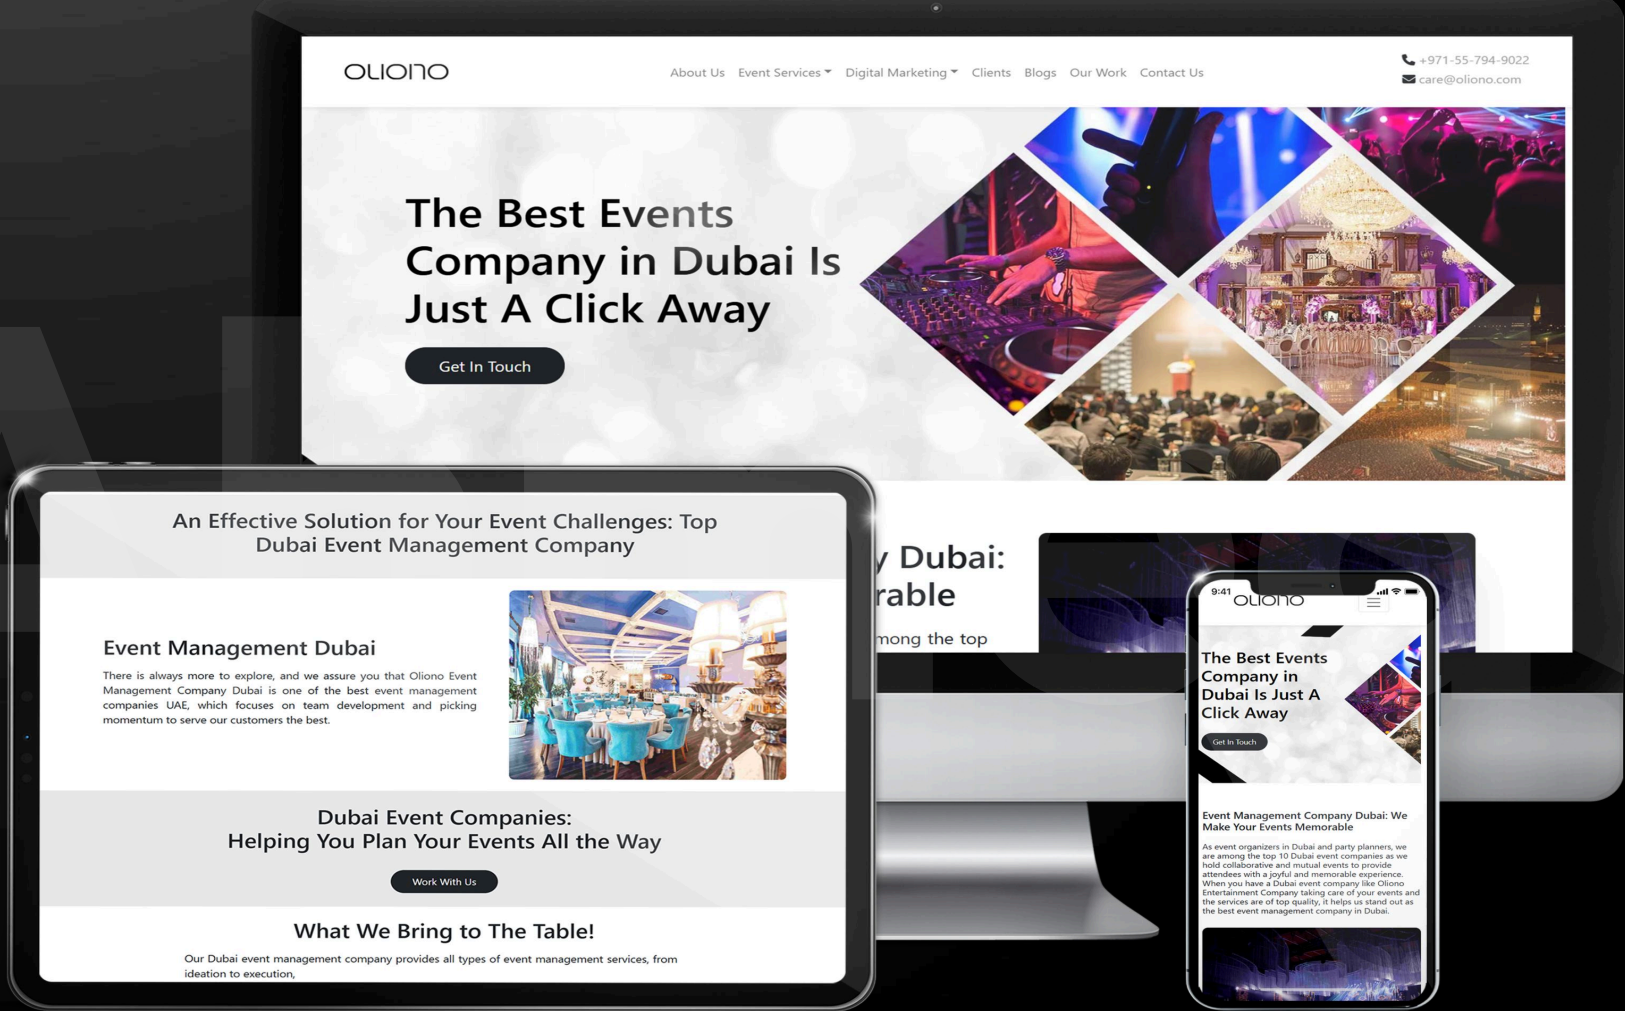 OLIONO
About Us Event Services Digital Marketing Clients Blogs Our Work Contact Us
+971-55-794-9022
care@oliono.com
The Best Events
Company in Dubai Is
Just A Click Away
Get In Touch
y Dubai:
rable
mong the top
An Effective Solution for Your Event Challenges: Top
Dubai Event Management Company
Event Management Dubai
There is always more to explore, and we assure you that Oliono Event
Management Company Dubai is one of the best event management
companies UAE, which focuses on team development and picking
momentum to serve our customers the best.
Dubai Event Companies:
Helping You Plan Your Events All the Way
Work With Us
What We Bring to The Table!
Our Dubai event management company provides all types of event management services, from
ideation to execution,
9:41
OLIONO
The Best Events
Company in
Dubai Is Just A
Click Away
Get In Touch
Event Management Company Dubai: We
Make Your Events Memorable
As event organizers in Dubai and party planners, we
are among the top 10 Dubai event companies as we
hold collaborative and mutual events to provide
attendees with a joyful and memorable experience.
When you have a Dubai event company like Oliono
Entertainment Company taking care of your events and
the services are of top quality, it helps us stand out as
the best event management company in Dubai.